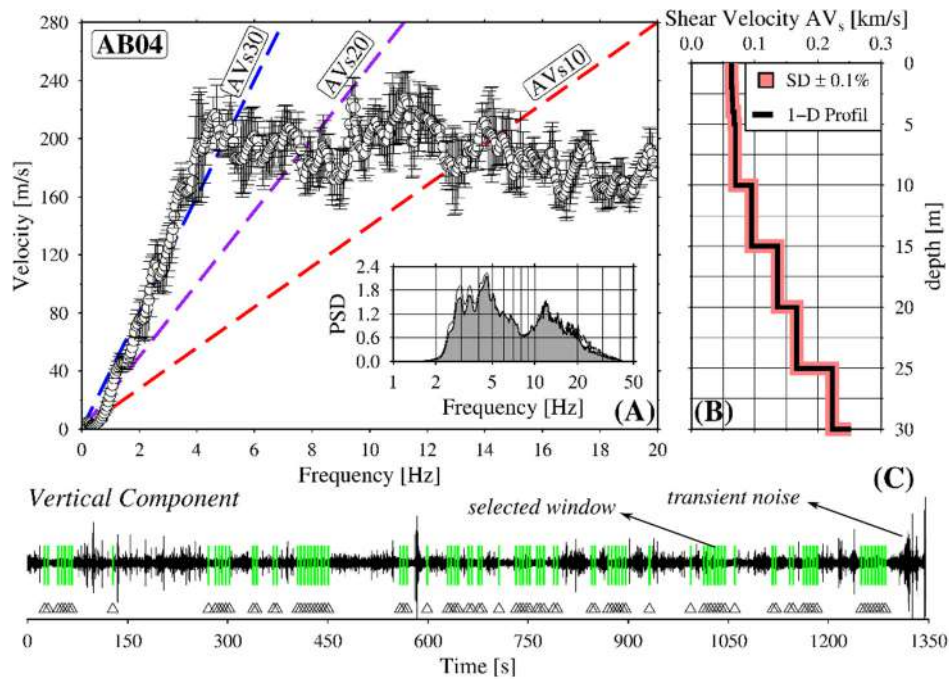 AB04
AVs30
AVs20
AVs10
280
240
200
160
120
80
40
0
Velocity [m/s]
0 2 4 6 8 10 12 14 16 18 20
Frequency [Hz]
2.4
1.8
1.2
0.6
0.0
PSD
1 2 5 10 20 50
Frequency [Hz]
(A)
Shear Velocity AVs [km/s]
0.0 0.1 0.2 0.3
SD ± 0.1%
1-D Profil
0
5
10
15
20
25
30
depth [m]
(B)
(C)
Vertical Component
selected window
transient noise
0 150 300 450 600 750 900 1050 1200 1350
Time [s]